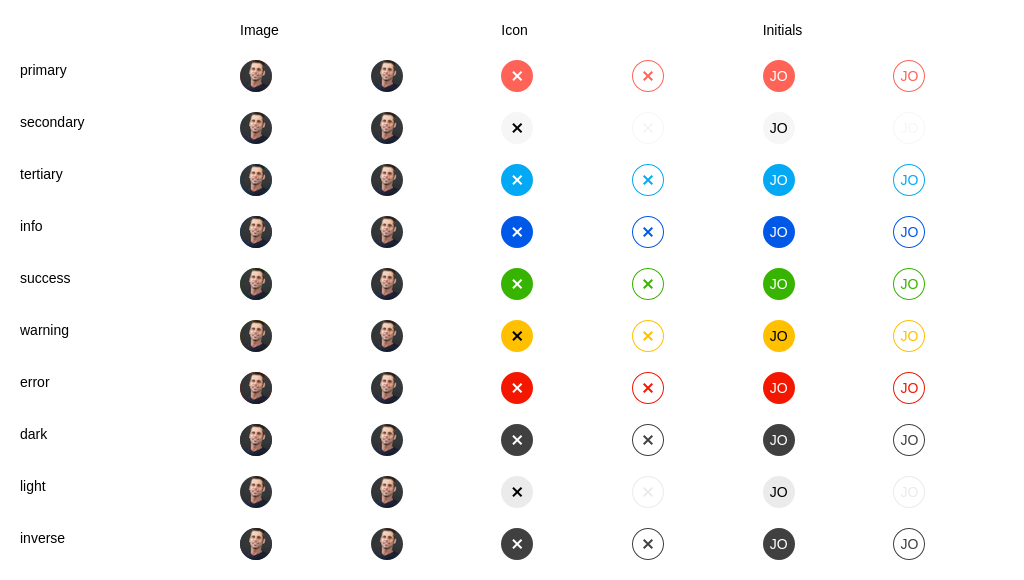 Image Icon Initials
primary JO JO
secondary JO JO
tertiary JO JO
info JO JO
success JO JO
warning JO JO
error JO JO
dark JO JO
light JO JO
inverse JO JO